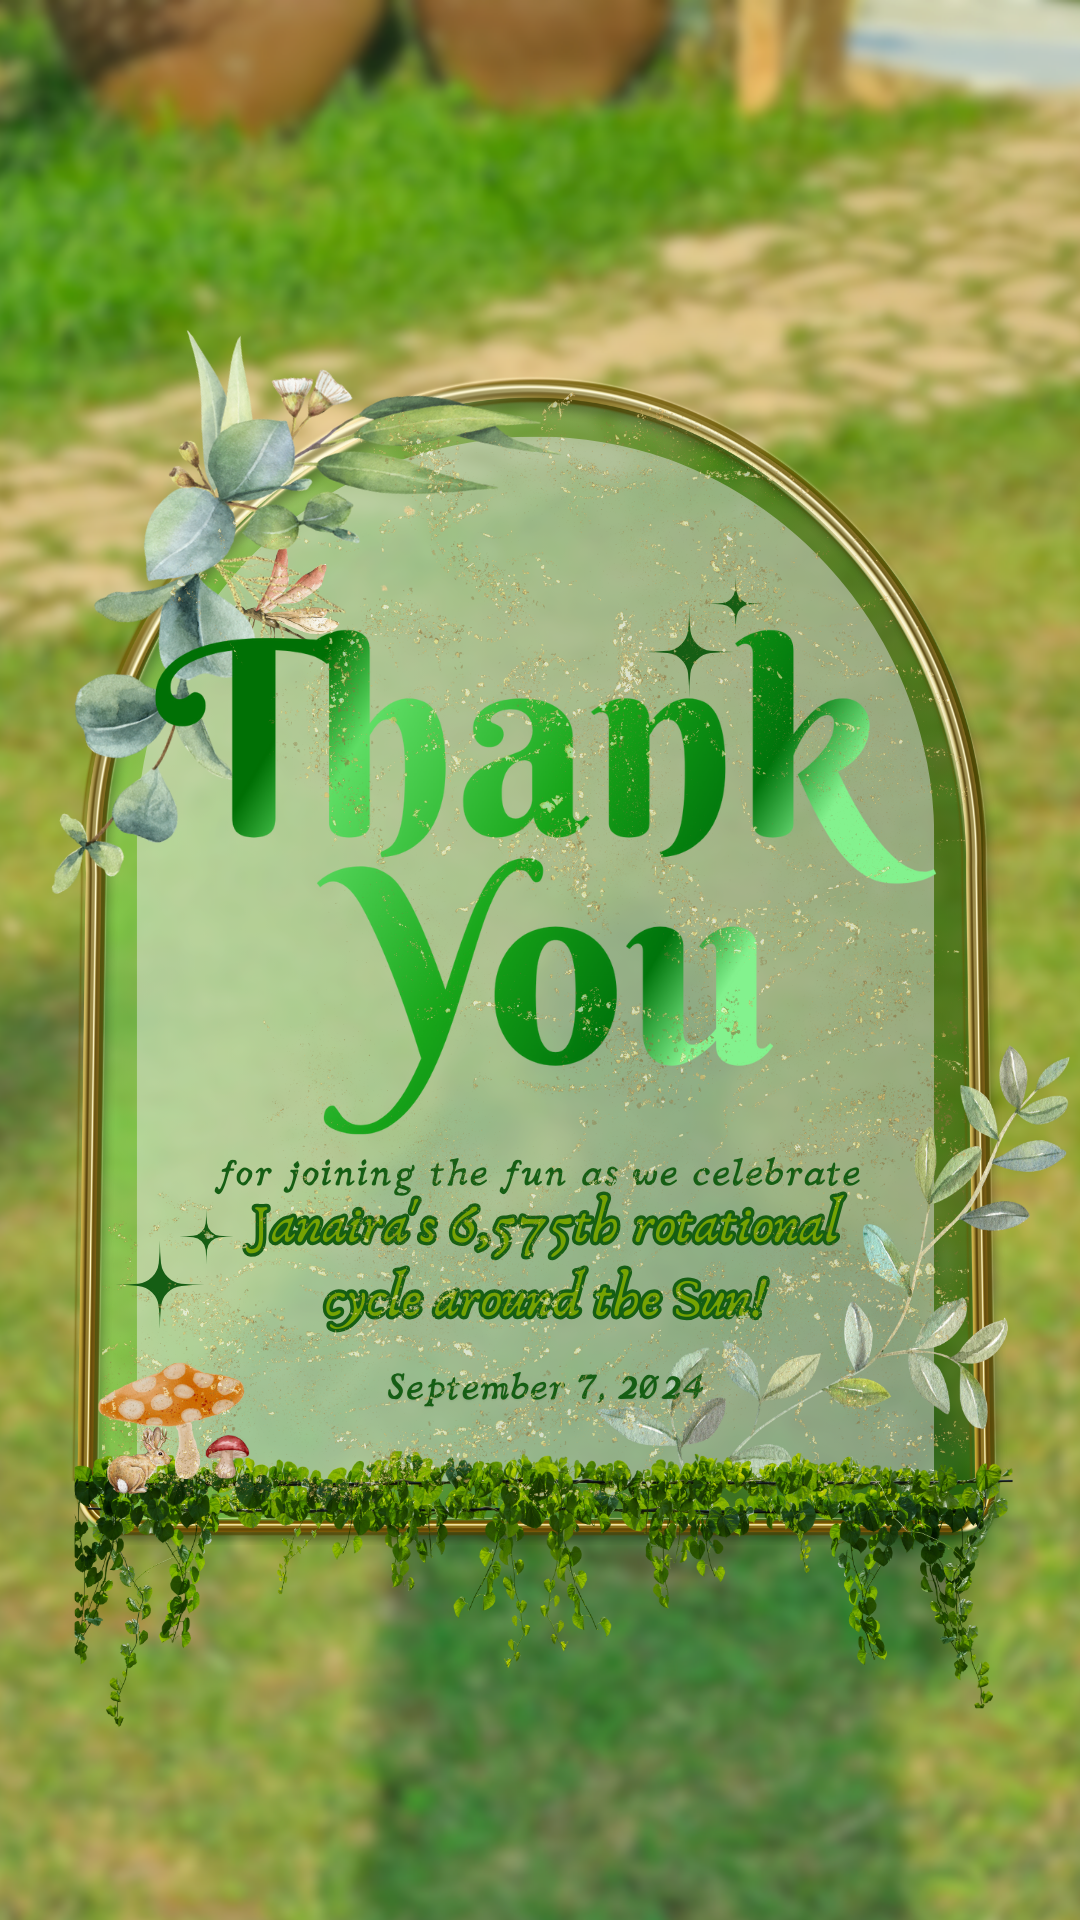 Thank
You
for joining the fun as we celebrate
Janaira's 6,575th rotational
cycle around the Sun!
September 7, 2024